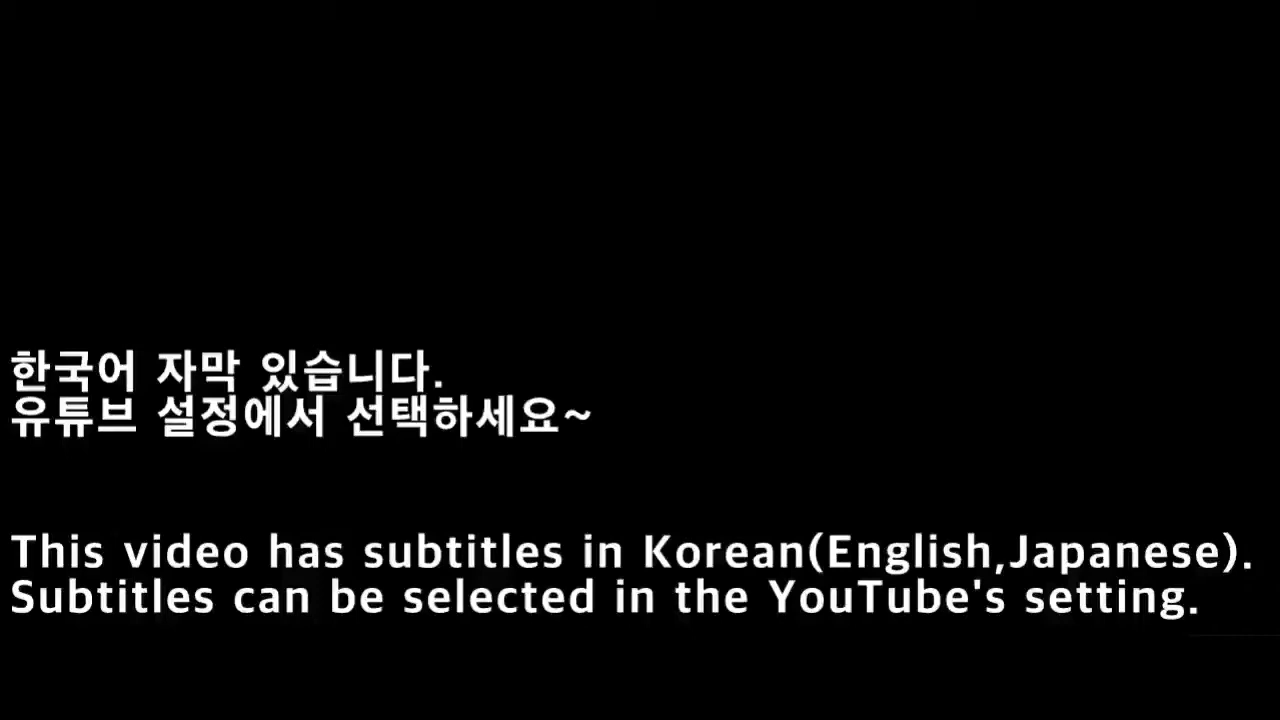 한국어 자막 있습니다.
유튜브 설정에서 선택하세요~
This video has subtitles in Korean(English,Japanese).
Subtitles can be selected in the YouTube's setting.